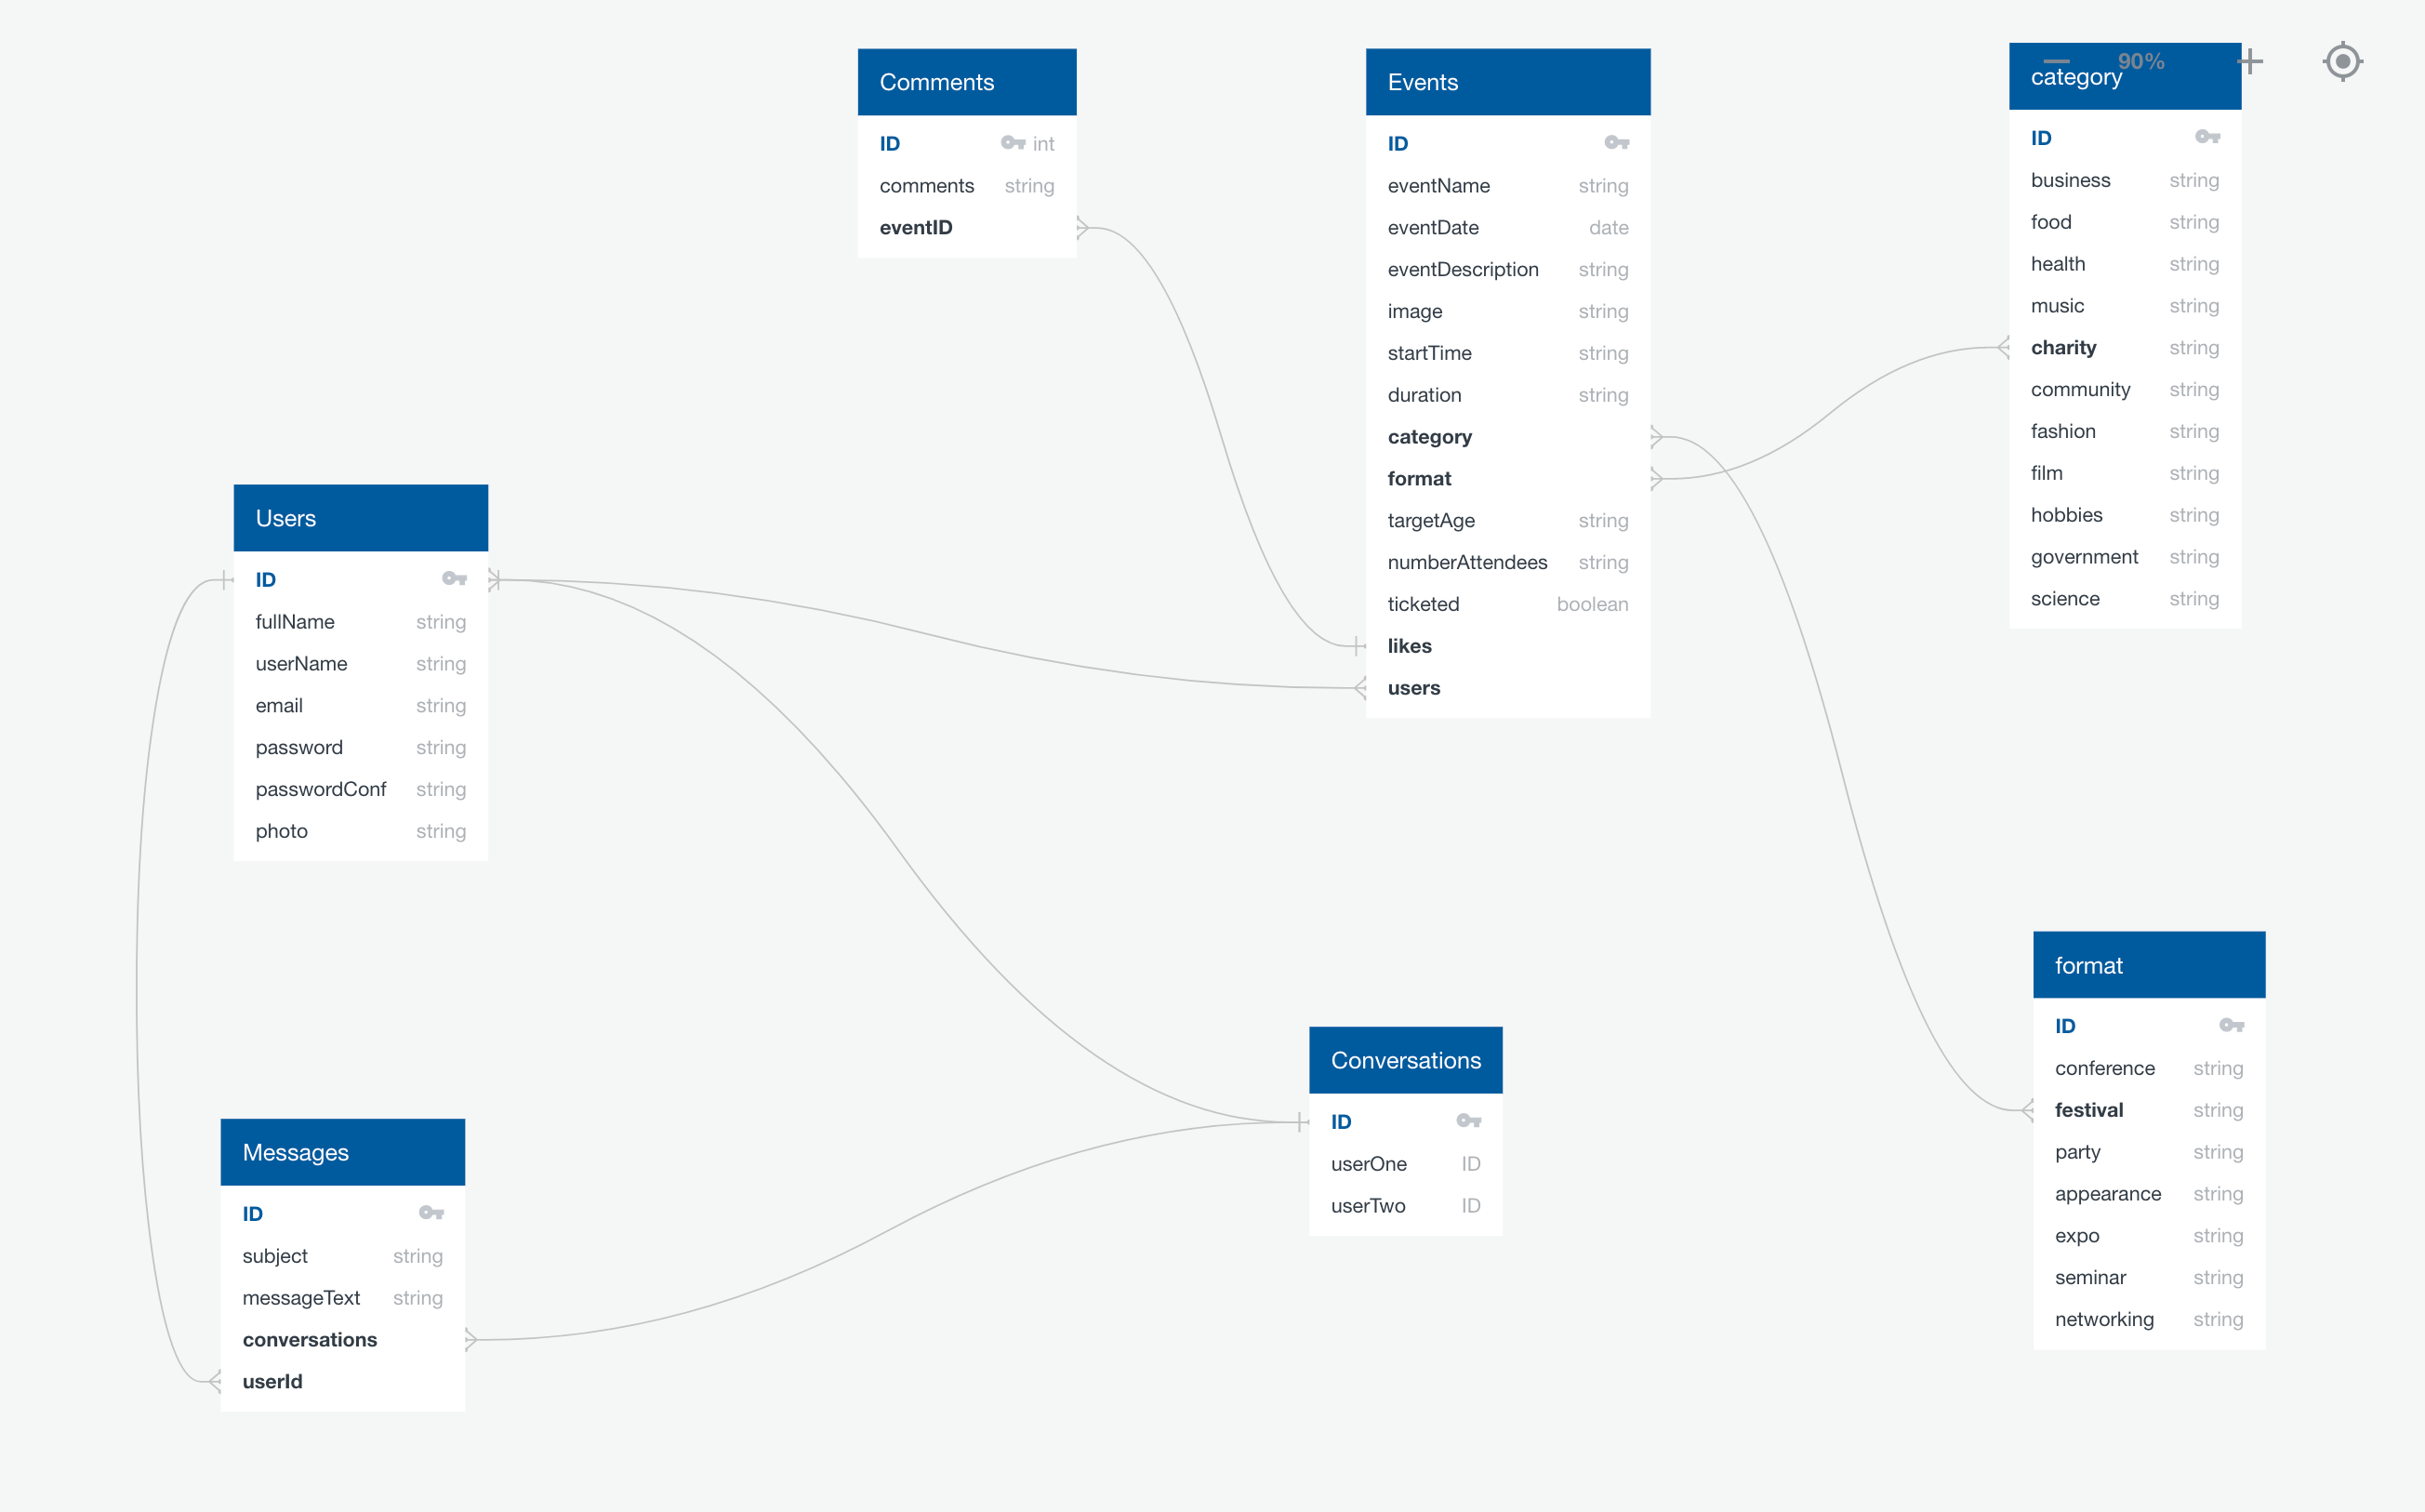 Comments
ID int
comments string
eventID
Events
ID
eventName string
eventDate date
eventDescription string
image string
startTime string
duration string
category
format
targetAge string
numberAttendees string
ticketed boolean
likes
users
90%
category
ID
business string
food string
health string
music string
charity string
community string
fashion string
film string
hobbies string
government string
science string
Users
ID
fullName string
userName string
email string
password string
passwordConf string
photo string
format
ID
conference string
festival string
party string
appearance string
expo string
seminar string
networking string
Conversations
ID
userOne ID
userTwo ID
Messages
ID
subject string
messageText string
conversations
userId